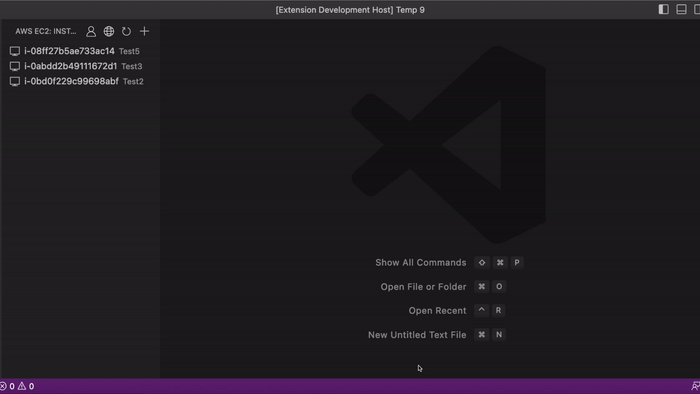 [Extension Development Host] Temp 9
AWS EC2: INST...
i-08ff27b5ae733ac14 Test5
i-0abdd2b49111672d1 Test3
i-0bd0f229c99698abf Test2
Show All Commands ⇧ ⌘ P
Open File or Folder ⌘ O
Open Recent ⌃ R
New Untitled Text File ⌘ N
0 0